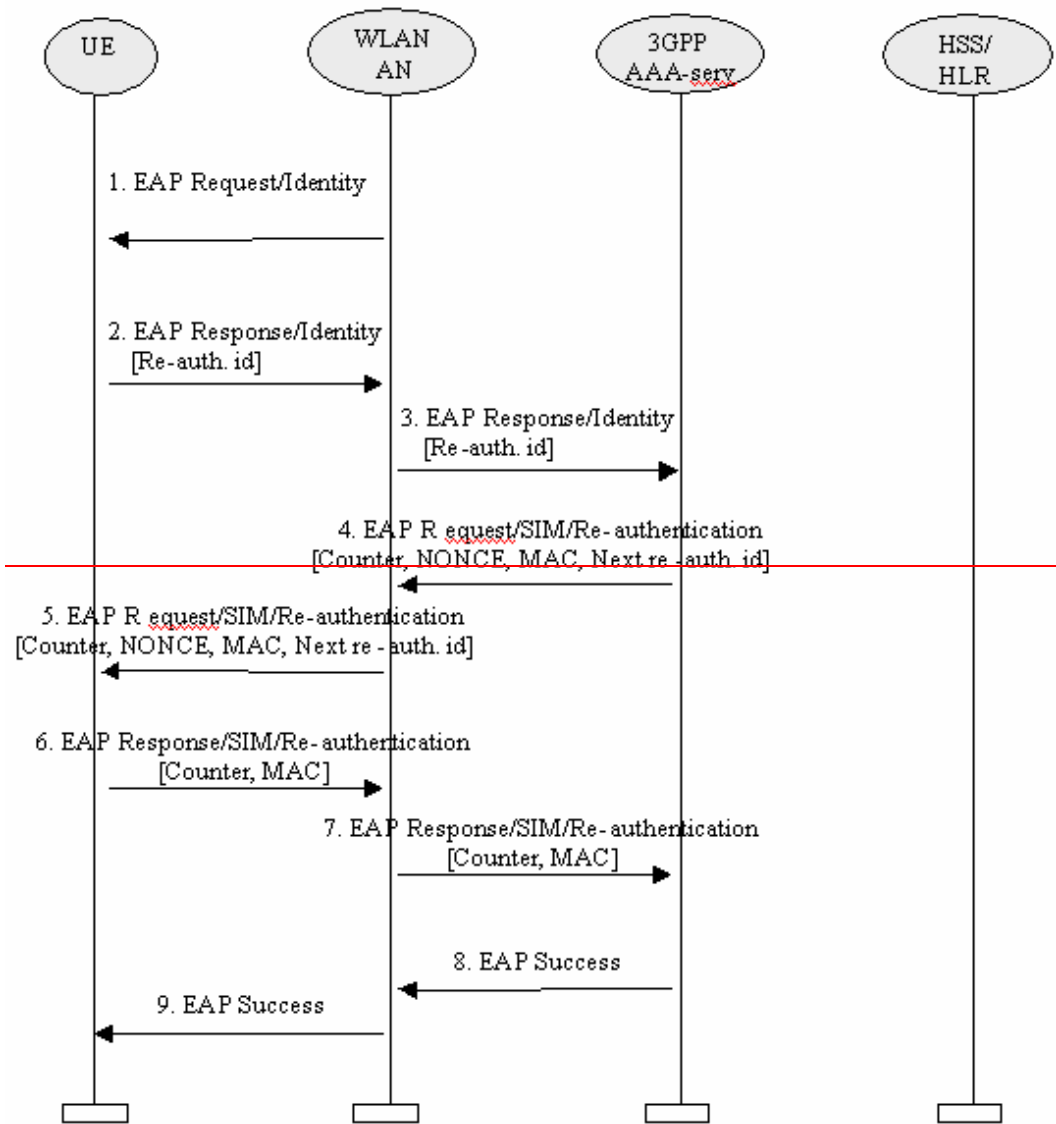 UE
WLAN
AN
3GPP
AAA-serv
HSS/
HLR
1. EAP Request/Identity
2. EAP Response/Identity
[Re-auth. id]
3. EAP Response/Identity
[Re-auth. id]
4. EAP R equest/SIM/Re-authentication
[Counter, NONCE, MAC, Next re-auth. id]
5. EAP R equest/SIM/Re-authentication
[Counter, NONCE, MAC, Next re-auth. id]
6. EAP Response/SIM/Re-authentication
[Counter, MAC]
7. EAP Response/SIM/Re-authentication
[Counter, MAC]
8. EAP Success
9. EAP Success